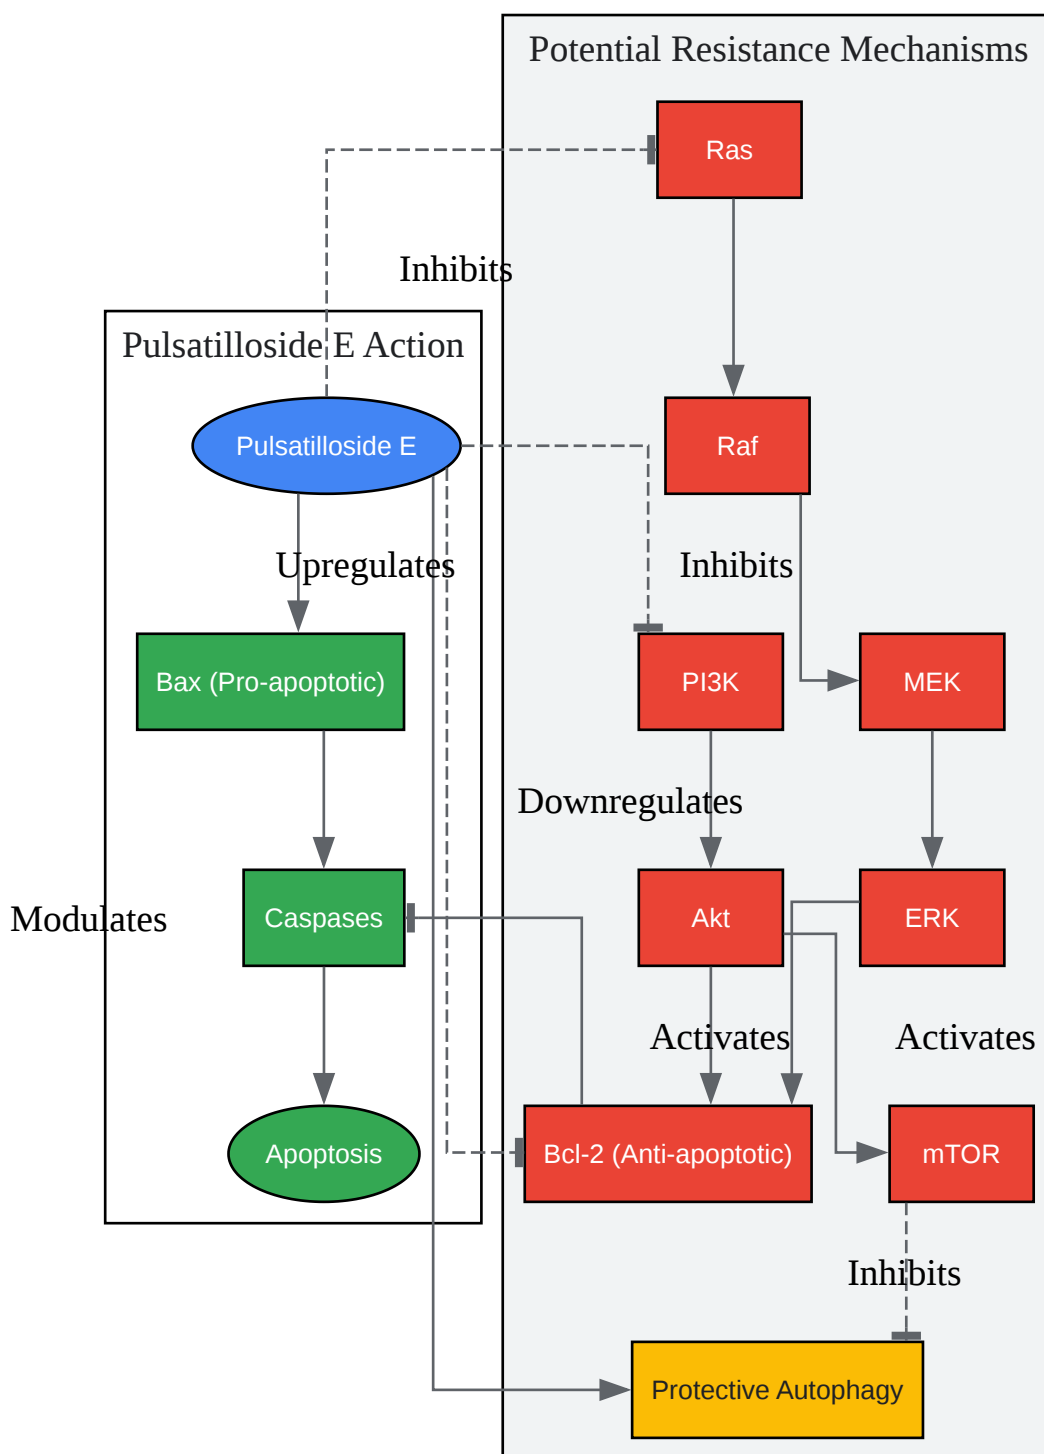 Potential Resistance Mechanisms
Ras
Inhibits
Pulsatilloside E Action
Pulsatilloside E
Raf
Upregulates
Inhibits
Bax (Pro-apoptotic)
PI3K
MEK
Downregulates
Modulates
Caspases
Akt
ERK
Activates
Activates
Apoptosis
Bcl-2 (Anti-apoptotic)
mTOR
Inhibits
Protective Autophagy